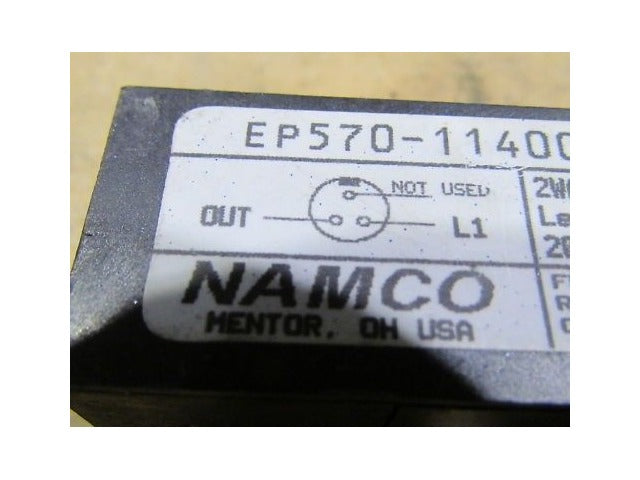 EP570-11400
NOT USED
OUT
L1
NAMCO
MENTOR, OH USA